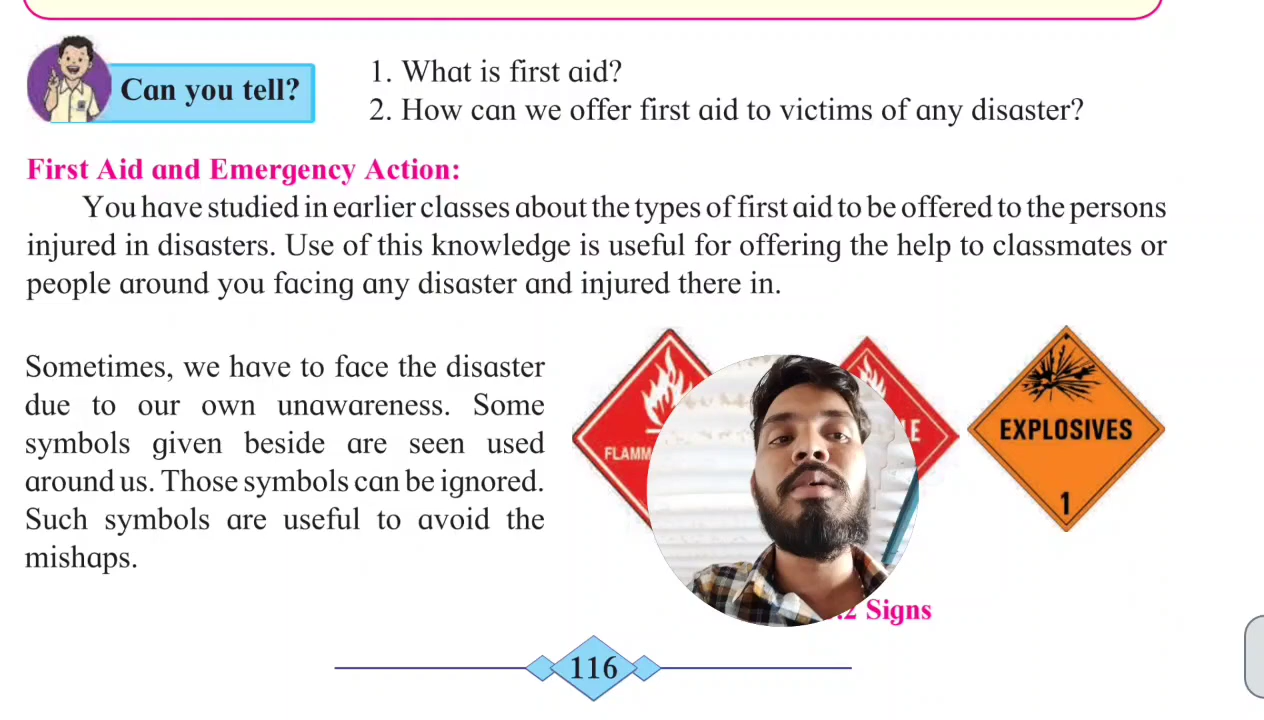 Can you tell?
1. What is first aid?
2. How can we offer first aid to victims of any disaster?
First Aid and Emergency Action:
You have studied in earlier classes about the types of first aid to be offered to the persons
injured in disasters. Use of this knowledge is useful for offering the help to classmates or
people around you facing any disaster and injured there in.
Sometimes, we have to face the disaster
due to our own unawareness. Some
symbols given beside are seen used
around us. Those symbols can be ignored.
Such symbols are useful to avoid the
mishaps.
EXPLOSIVES
1
Signs
116